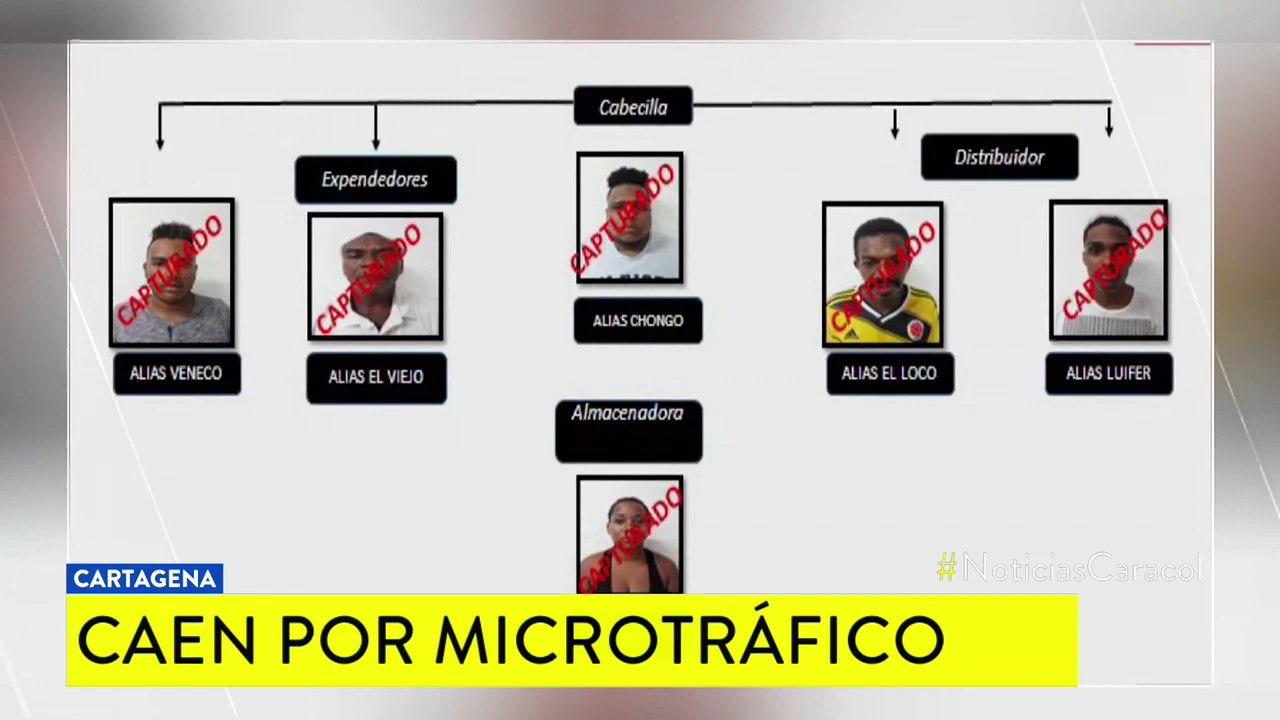 Cabecilla
Expendedores
Distribuidor
CAPTURADO
CAPTURADO
CAPTURADO
CAPTURADO
CAPTURADO
ALIAS VENECO
ALIAS EL VIEJO
ALIAS CHONGO
ALIAS EL LOCO
ALIAS LUIFER
Almacenadora
CAPTURADO
#NoticiasCaracol
CARTAGENA
CAEN POR MICROTRÁFICO